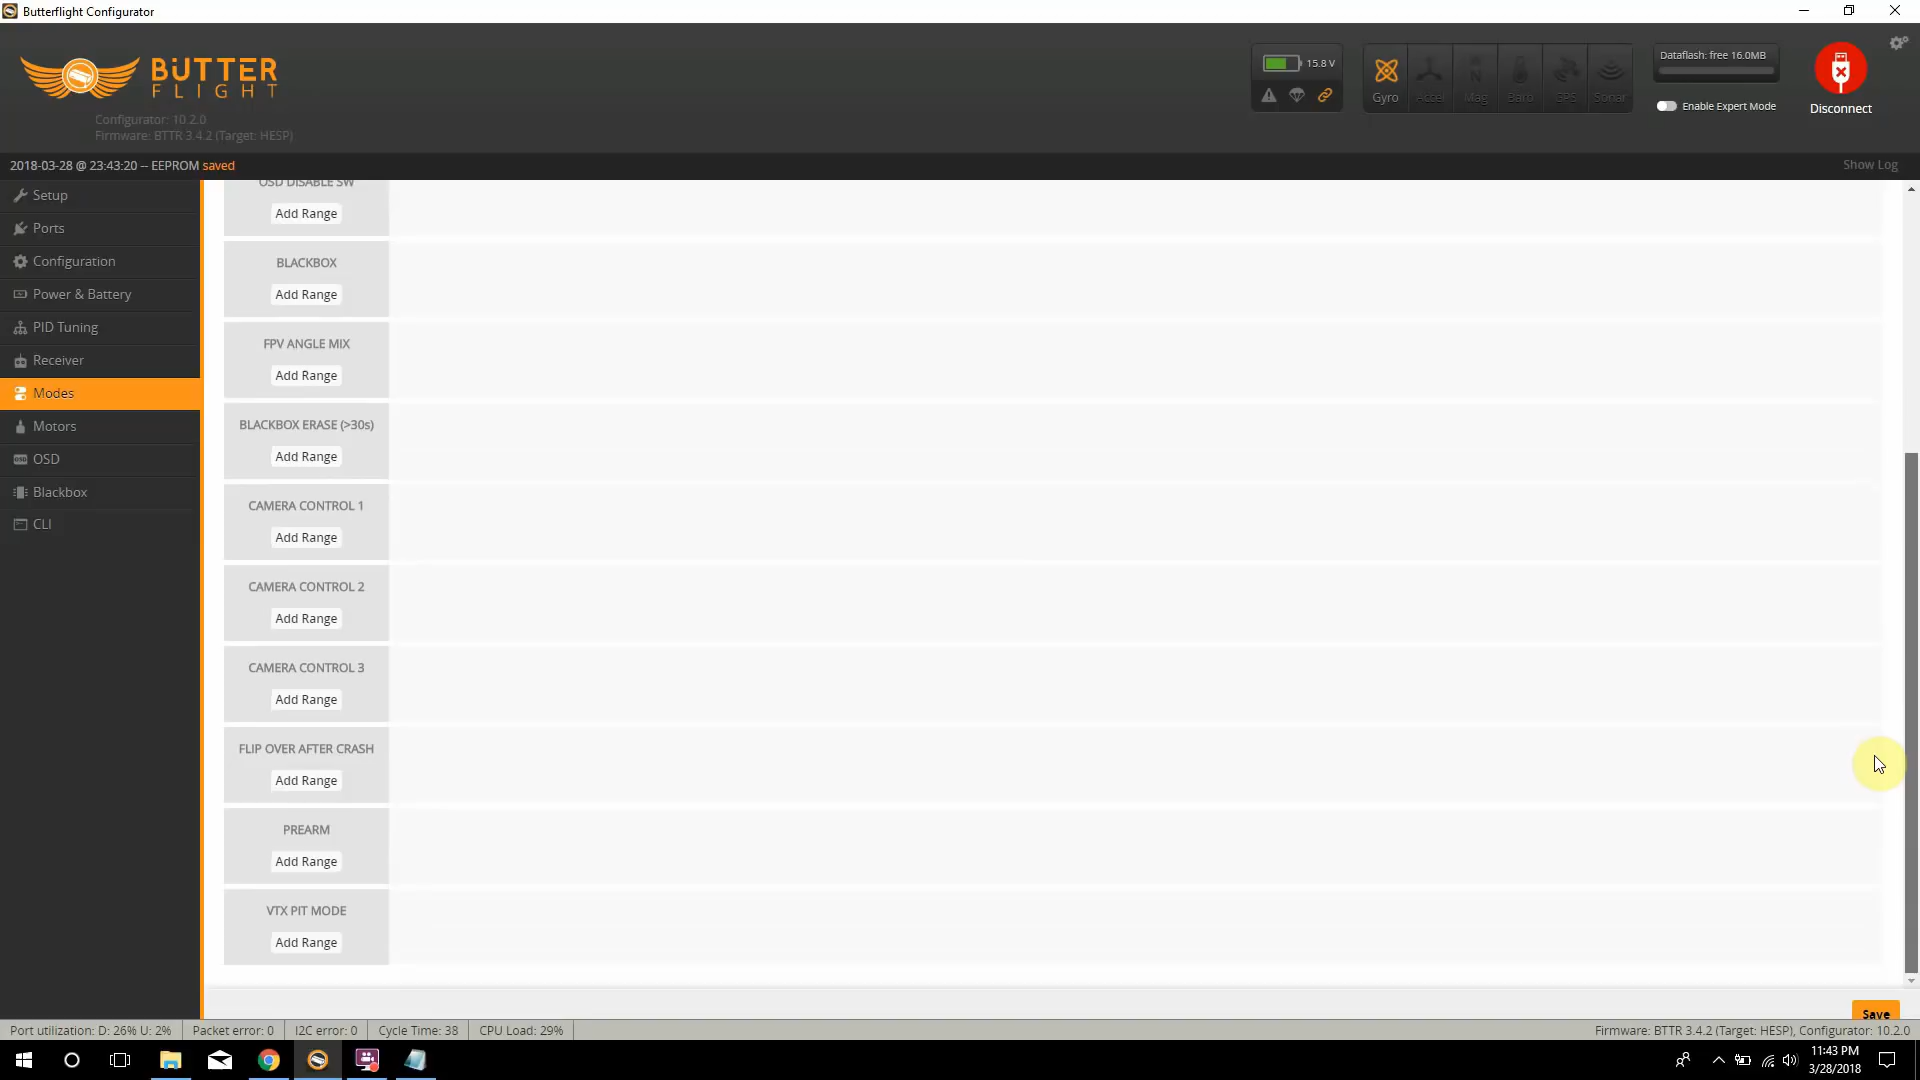 Butterflight Configurator
BUTTER
FLIGHT
Configurator: 10.2.0
Firmware: BTTR 3.4.2 (Target: HESP)
15.8 V
Gyro
Accel
Mag
Baro
GPS
Sonar
Dataflash: free 16.0MB
Enable Expert Mode
Disconnect
2018-03-28 @ 23:43:20 -- EEPROM saved
Show Log
Setup
Ports
Configuration
Power & Battery
PID Tuning
Receiver
Modes
Motors
OSD
Blackbox
CLI
OSD DISABLE SW
Add Range
BLACKBOX
Add Range
FPV ANGLE MIX
Add Range
BLACKBOX ERASE (>30s)
Add Range
CAMERA CONTROL 1
Add Range
CAMERA CONTROL 2
Add Range
CAMERA CONTROL 3
Add Range
FLIP OVER AFTER CRASH
Add Range
PREARM
Add Range
VTX PIT MODE
Add Range
Save
Port utilization: D: 26% U: 2%
Packet error: 0
I2C error: 0
Cycle Time: 38
CPU Load: 29%
Firmware: BTTR 3.4.2 (Target: HESP), Configurator: 10.2.0
11:43 PM
3/28/2018